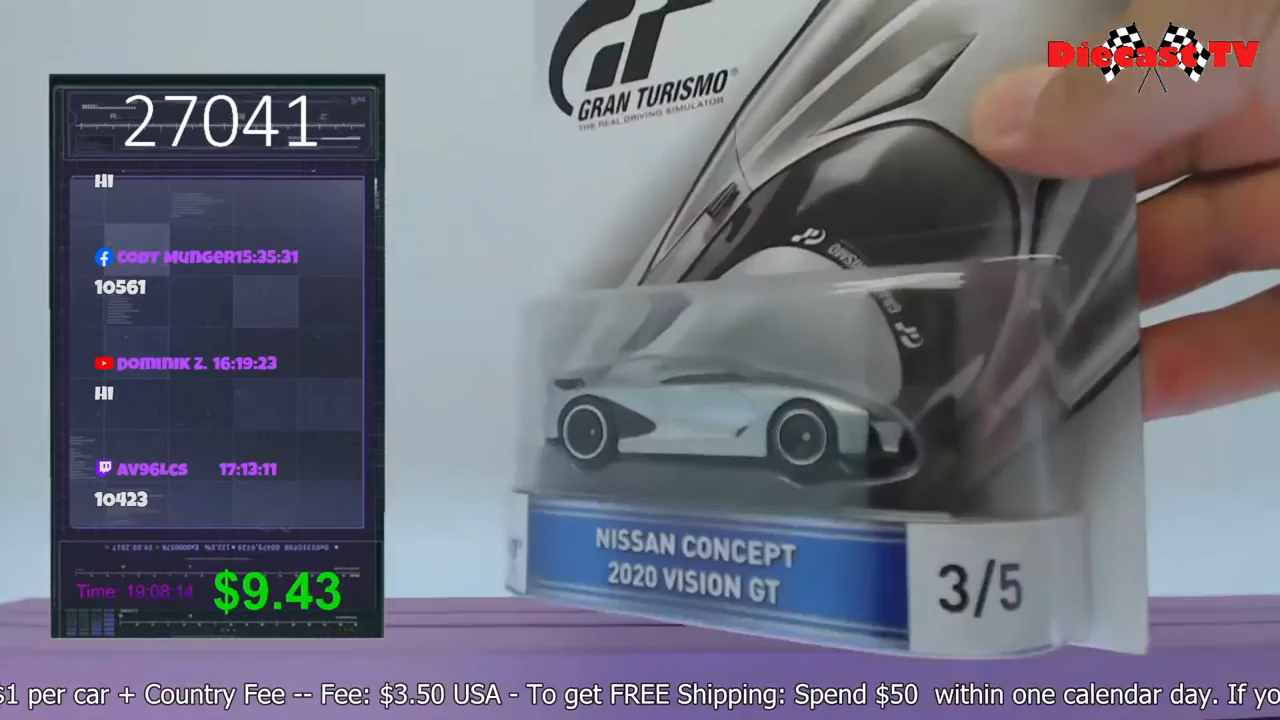 Diecast TV
27041
HI
Cody Munger15:35:31
10561
Dominik Z. 16:19:23
HI
AV96LCS 17:13:11
10423
Time: 19:08:14
$9.43
GT
GRAN TURISMO®
THE REAL DRIVING SIMULATOR
NISSAN CONCEPT
2020 VISION GT
3/5
$1 per car + Country Fee -- Fee: $3.50 USA - To get FREE Shipping: Spend $50 within one calendar day. If yo